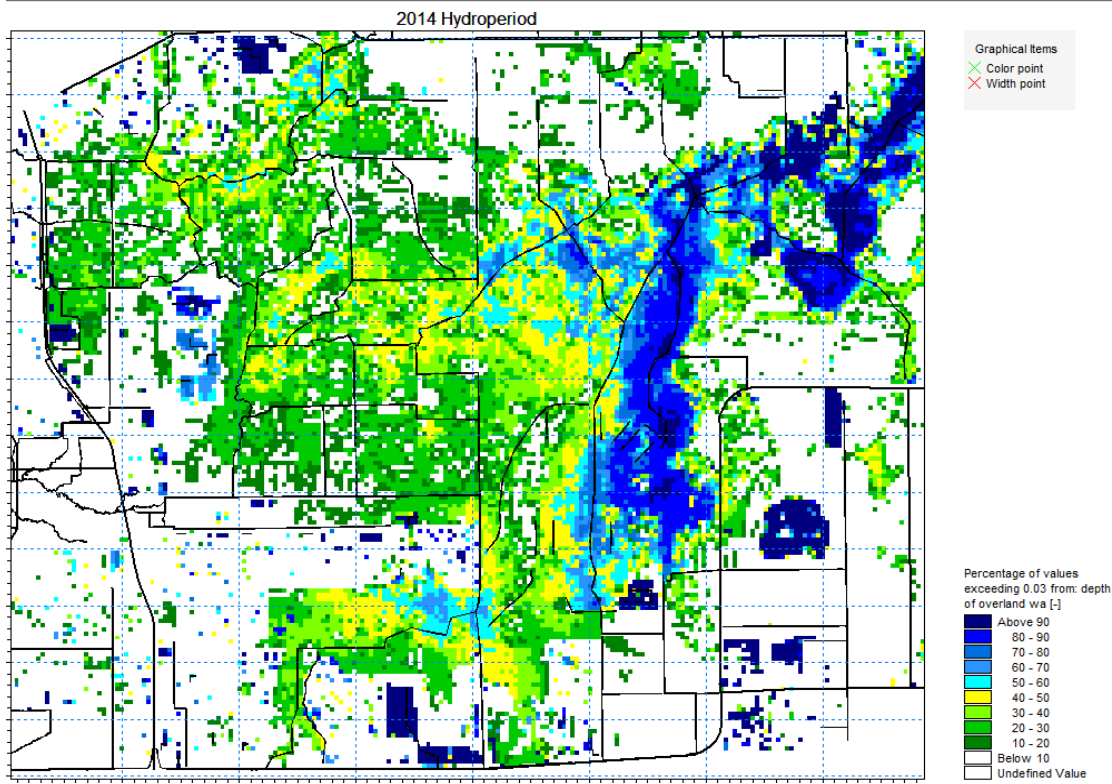 2014 Hydroperiod
Graphical Items
Color point
Width point
Percentage of values
exceeding 0.03 from: depth
of overland wa [-]
Above 90
80 - 90
70 - 80
60 - 70
50 - 60
40 - 50
30 - 40
20 - 30
10 - 20
Below 10
Undefined Value